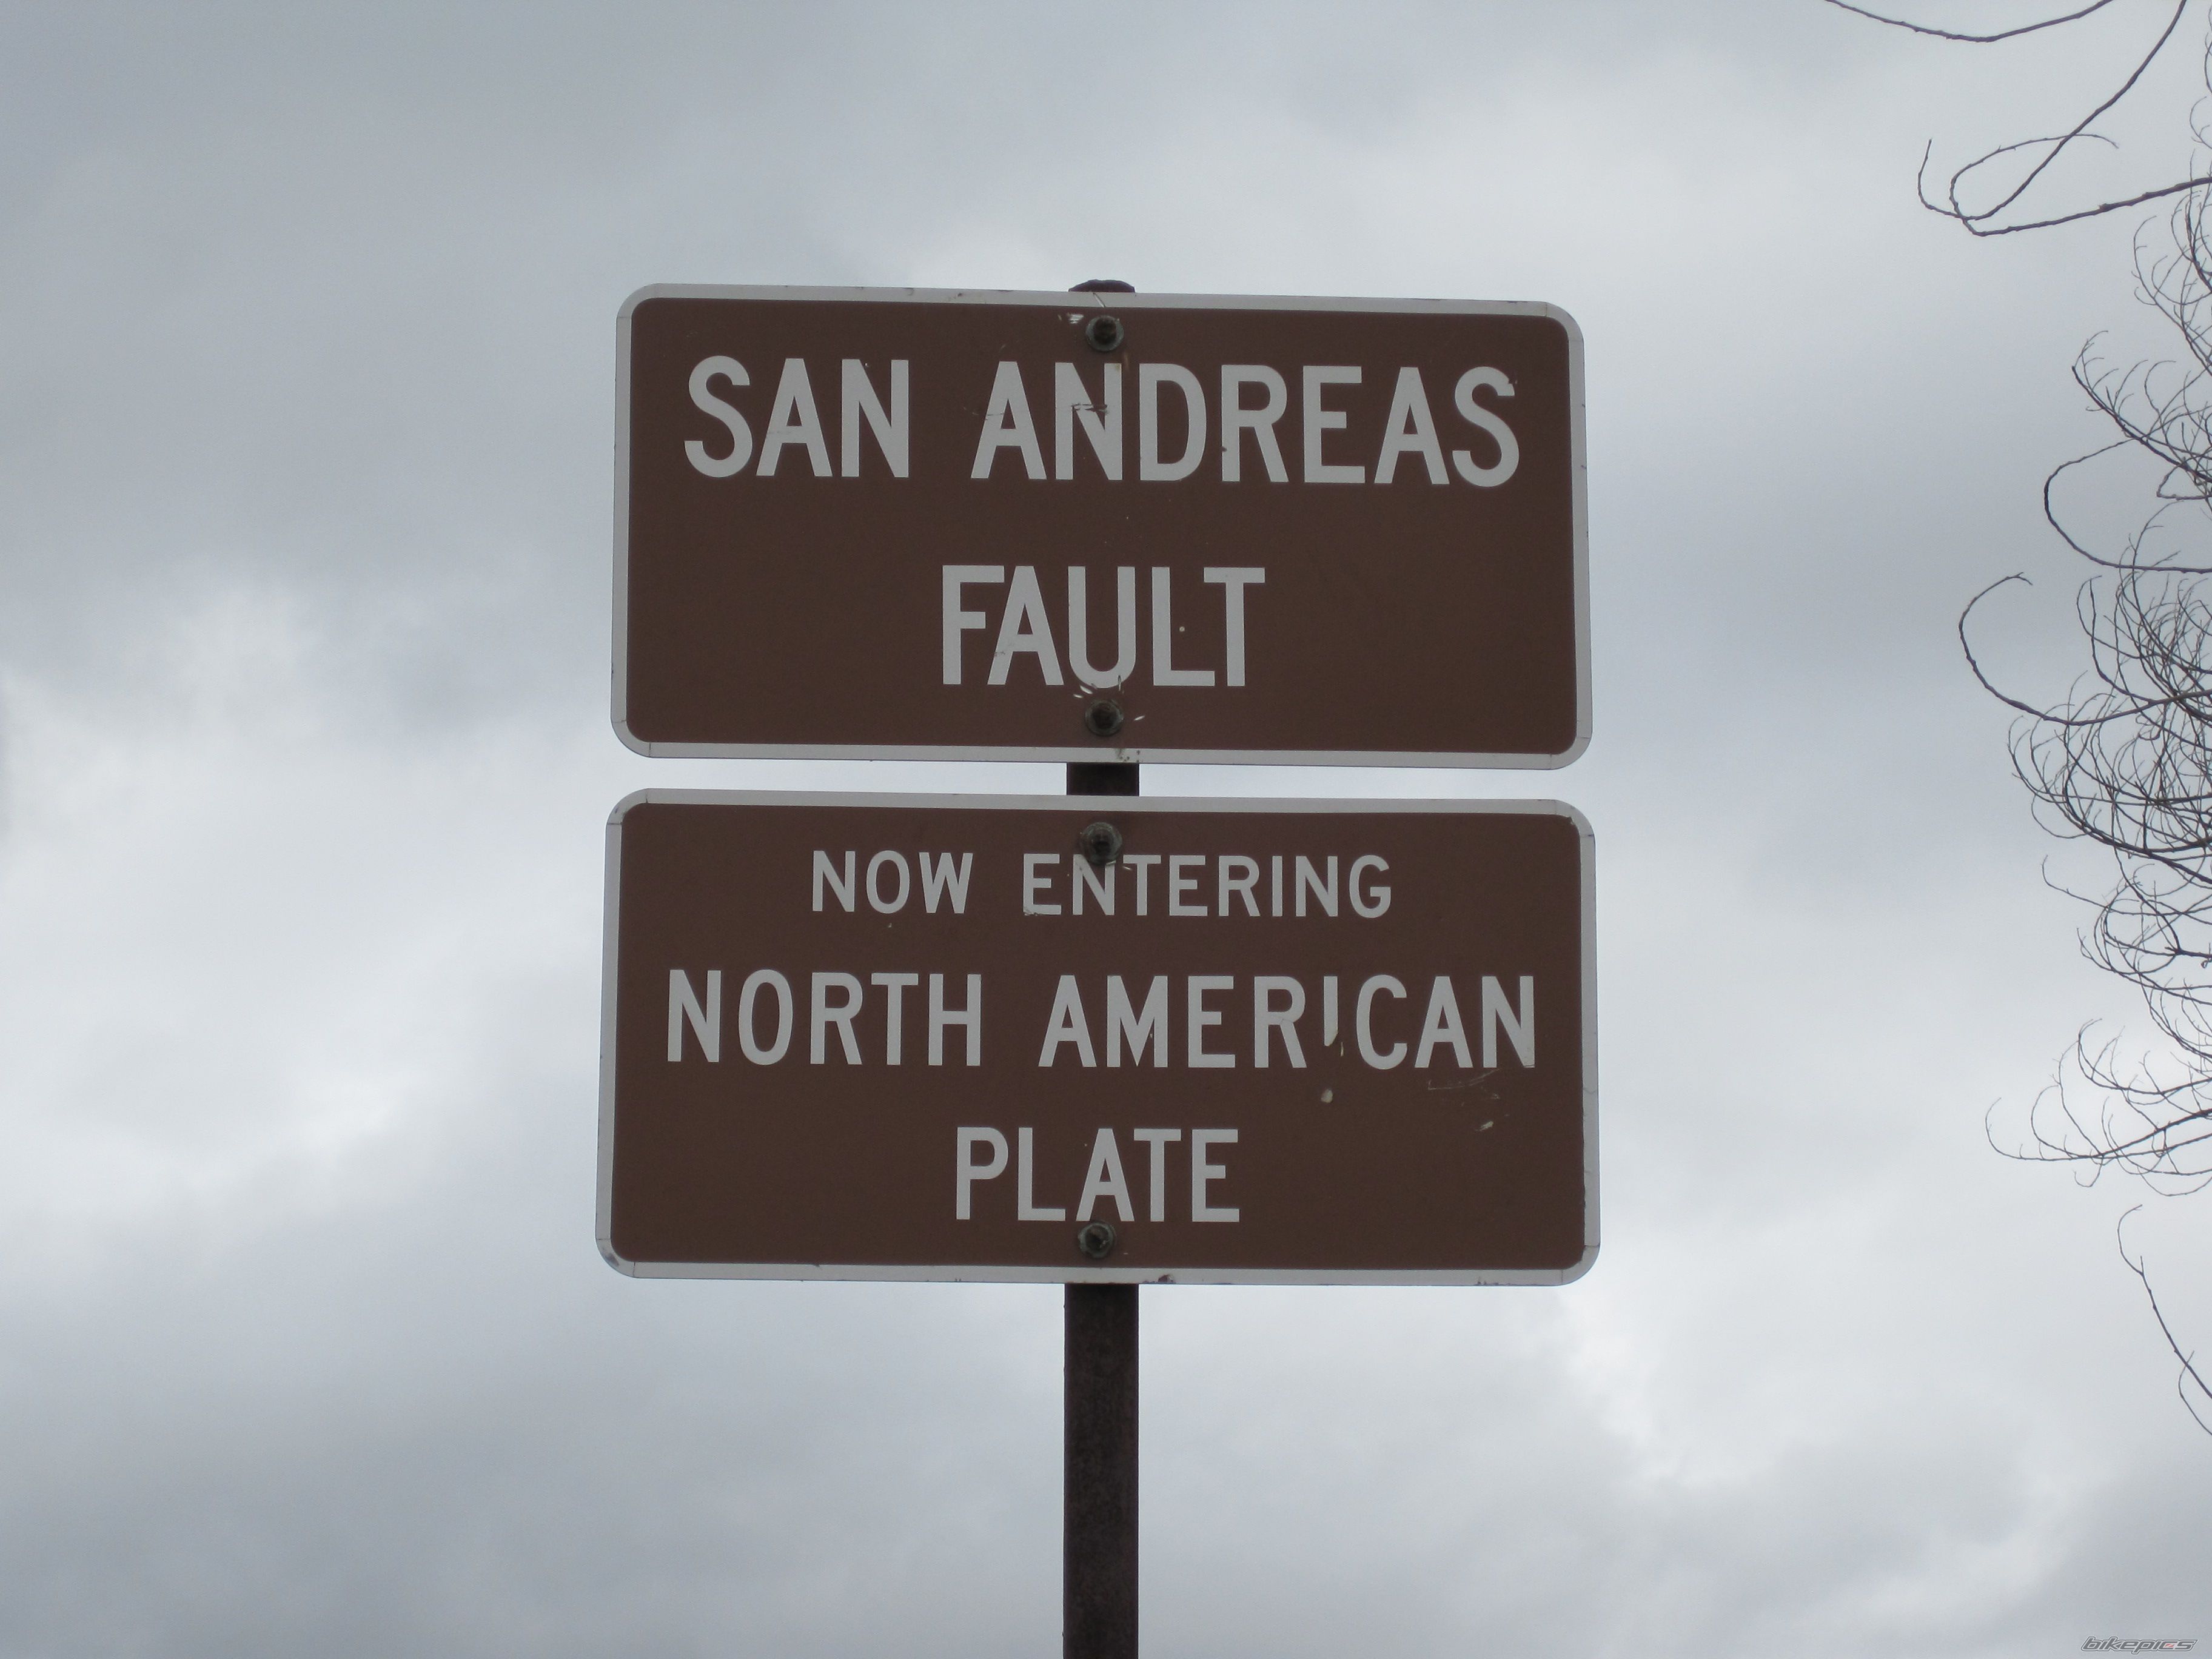 SAN ANDREAS
FAULT
NOW ENTERING
NORTH AMERICAN
PLATE
bikepics